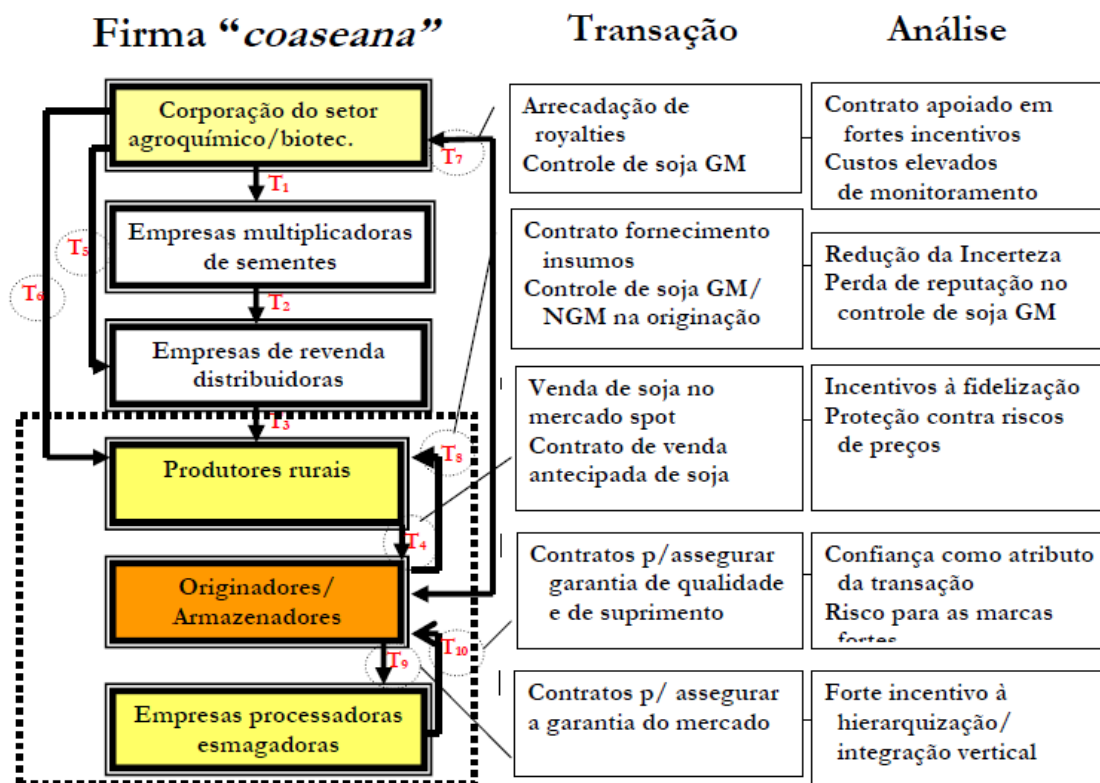 Firma “coaseana”
Transação
Análise
Corporação do setor
agroquímico/biotec.
T1
Empresas multiplicadoras
de sementes
T2
Empresas de revenda
distribuidoras
T3
Produtores rurais
T4
Originadores/
Armazenadores
T9
Empresas processadoras
esmagadoras
T5
T6
T7
T8
T10
Arrecadação de
royalties
Controle de soja GM
Contrato apoiado em
fortes incentivos
Custos elevados
de monitoramento
Contrato fornecimento
insumos
Controle de soja GM/
NGM na originação
Redução da Incerteza
Perda de reputação no
controle de soja GM
Venda de soja no
mercado spot
Contrato de venda
antecipada de soja
Incentivos à fidelização
Proteção contra riscos
de preços
Contratos p/assegurar
garantia de qualidade
e de suprimento
Confiança como atributo
da transação
Risco para as marcas
fortes
Contratos p/ assegurar
a garantia do mercado
Forte incentivo à
hierarquização/
integração vertical